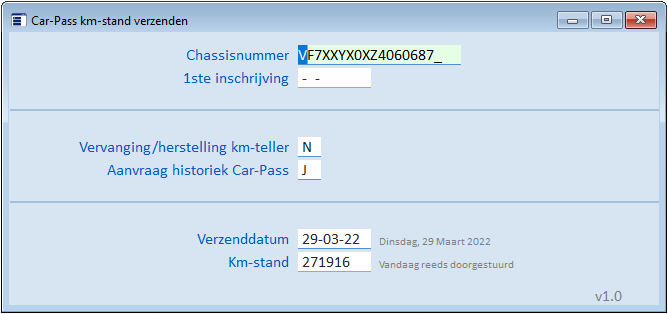 Car-Pass km-stand verzenden
Chassisnummer VF7XXYX0XZ4060687_
1ste inschrijving - -
Vervanging/herstelling km-teller N
Aanvraag historiek Car-Pass J
Verzenddatum 29-03-22 Dinsdag, 29 Maart 2022
Km-stand 271916 Vandaag reeds doorgestuurd
v1.0